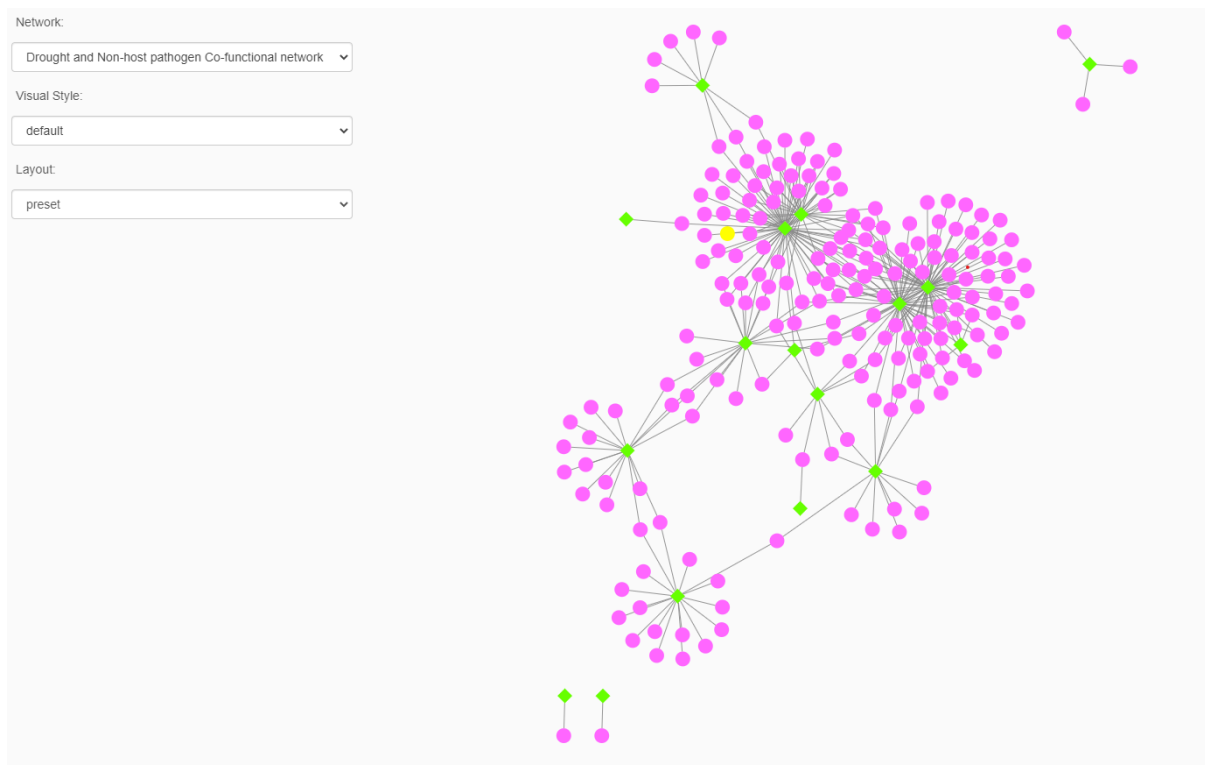 Network:
Drought and Non-host pathogen Co-functional network
Visual Style:
default
Layout:
preset